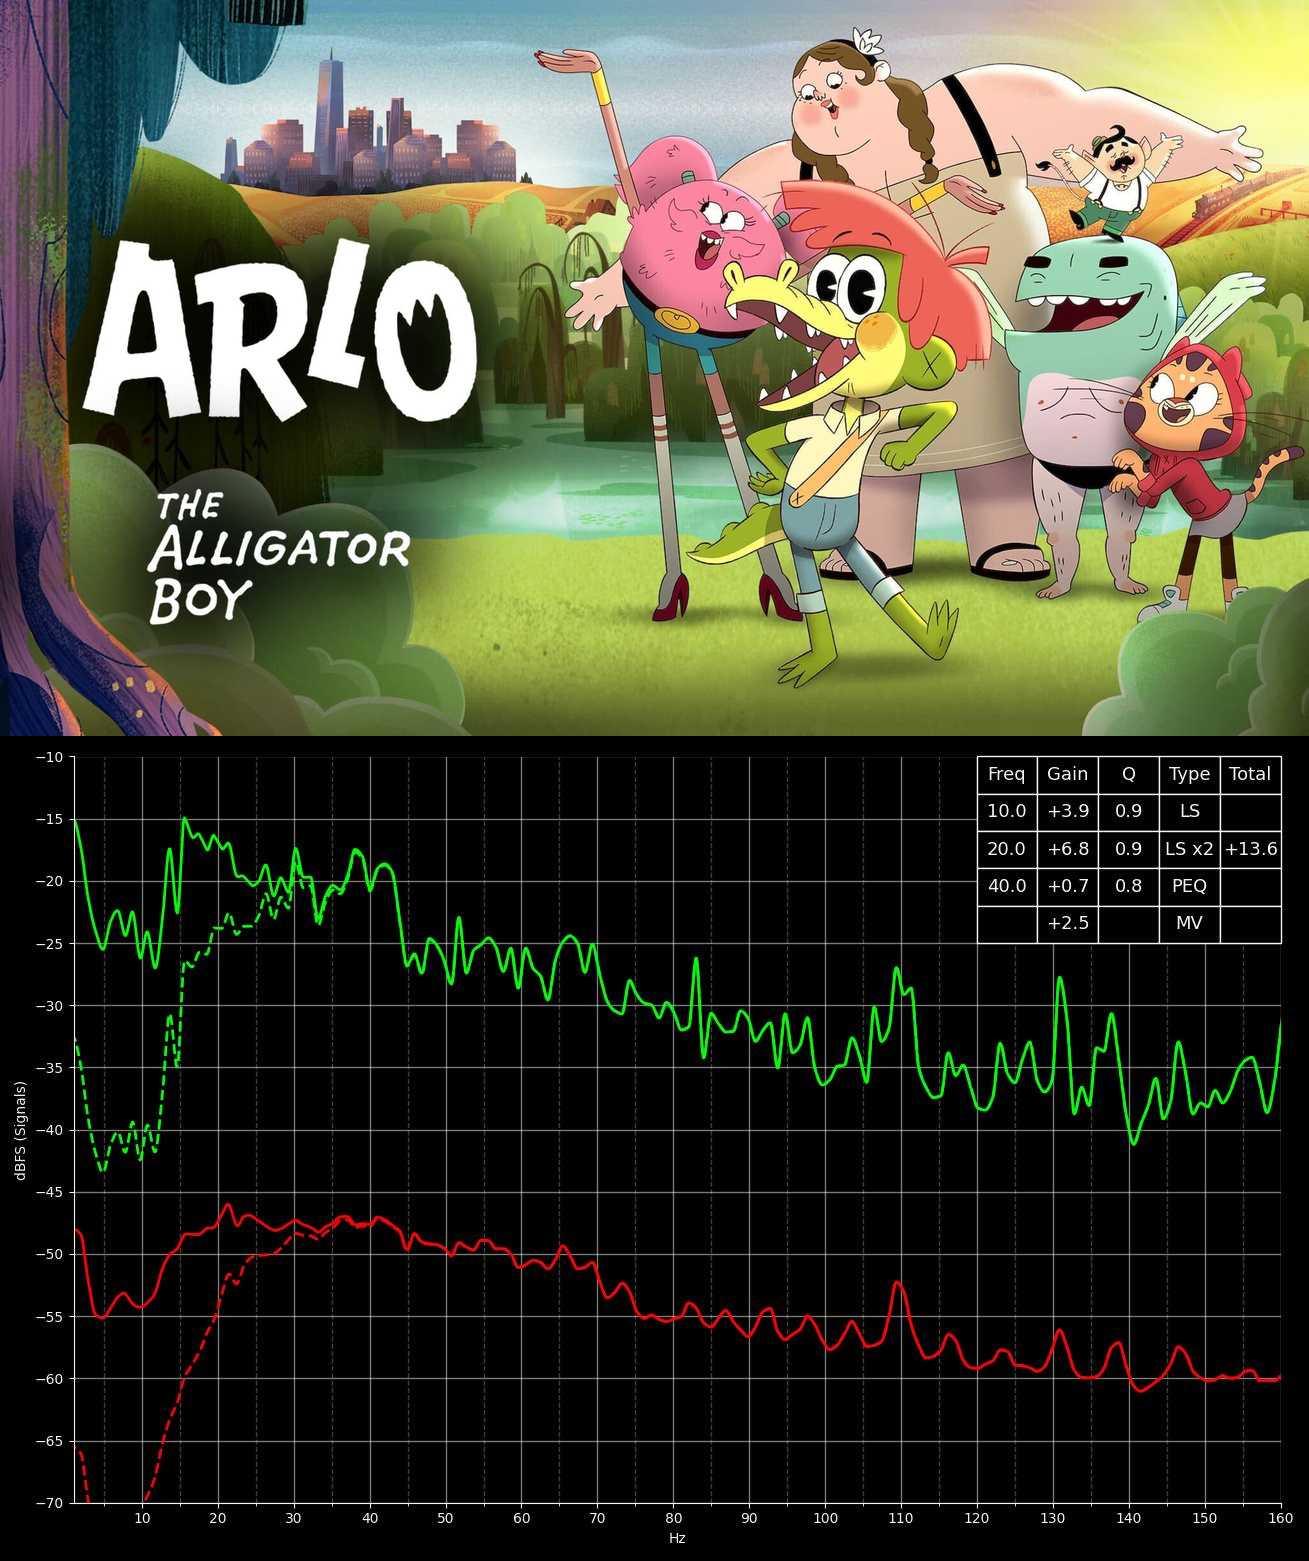 ARLO
THE
ALLIGATOR
BOY
Freq Gain Q Type Total
10.0 +3.9 0.9 LS
20.0 +6.8 0.9 LS x2 +13.6
40.0 +0.7 0.8 PEQ
+2.5 MV
−10
−15
−20
−25
−30
−35
−40
−45
−50
−55
−60
−65
−70
dBFS (Signals)
10 20 30 40 50 60 70 80 90 100 110 120 130 140 150 160
Hz